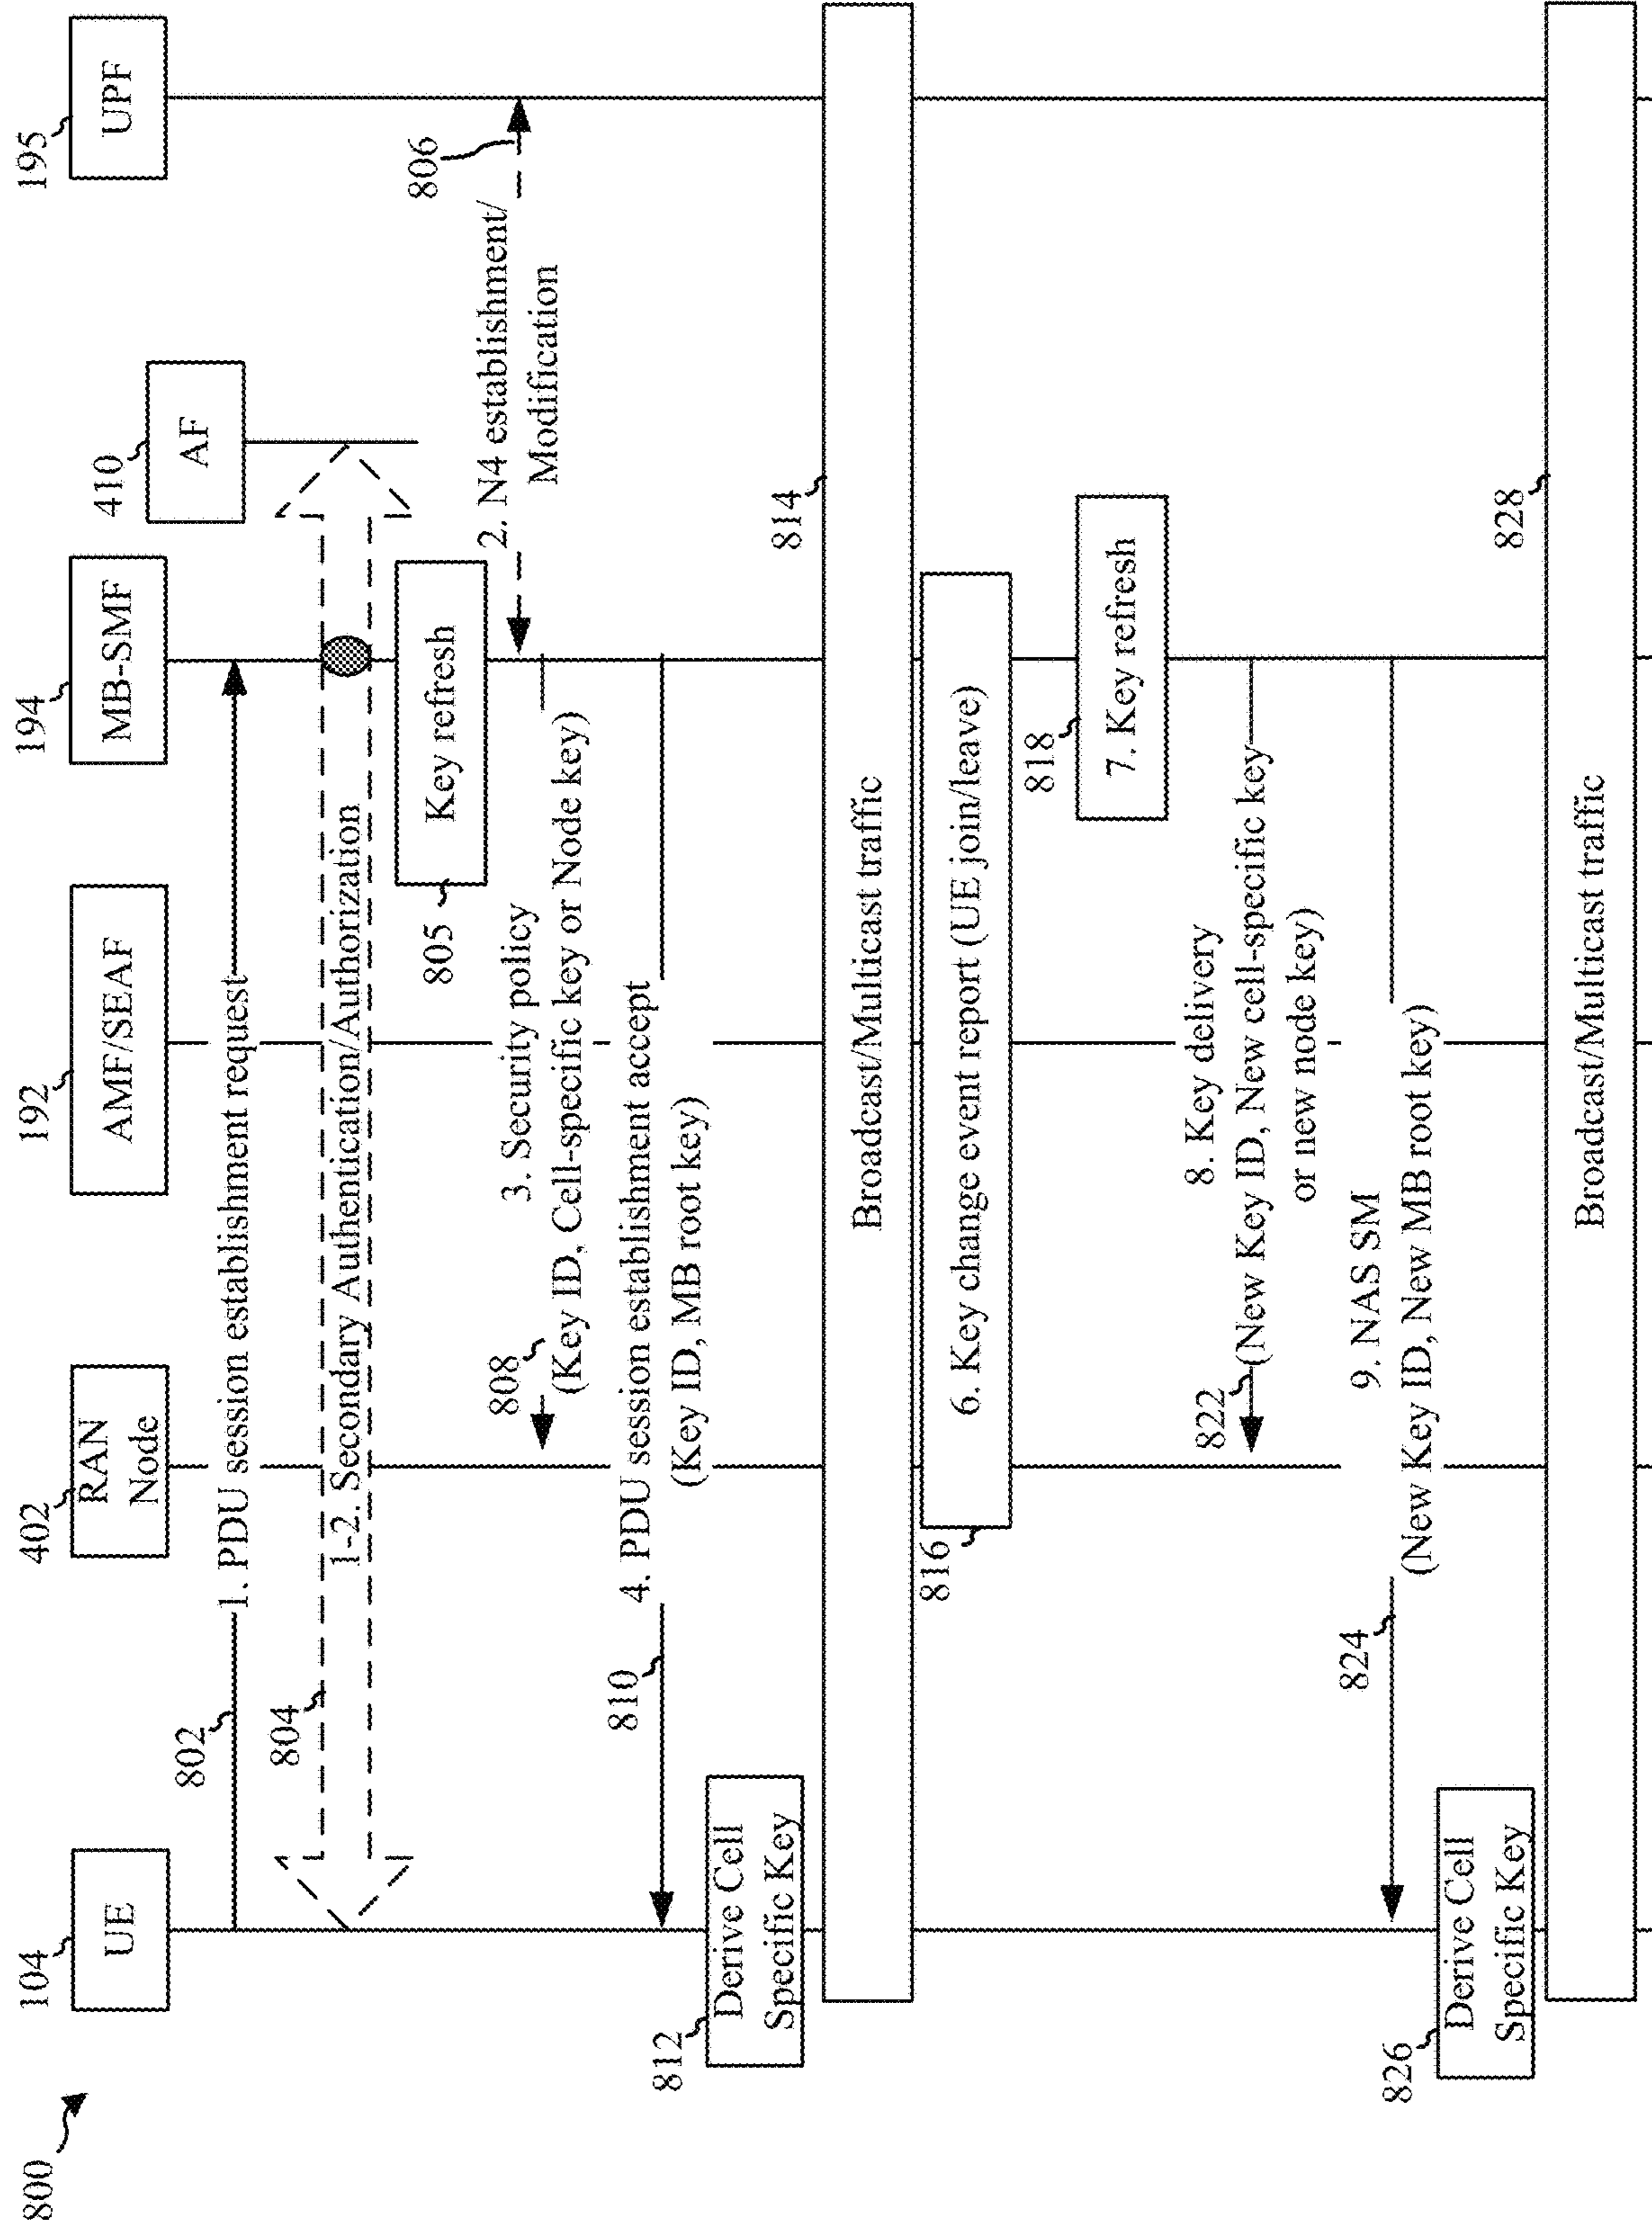 800
104
402
192
194
410
195
UE
RAN
Node
AMF/SEAF
MB-SMF
AF
UPF
802
1. PDU session establishment request
804
1-2. Secondary Authentication/Authorization
805
Key refresh
2. N4 establishment/
Modification
806
3. Security policy
808
(Key ID, Cell-specific key or Node key)
810
4. PDU session establishment accept
(Key ID, MB root key)
812
Derive Cell
Specific Key
814
Broadcast/Multicast traffic
816
6. Key change event report (UE join/leave)
818
7. Key refresh
8. Key delivery
822
(New Key ID, New cell-specific key
or new node key)
824
9. NAS SM
(New Key ID, New MB root key)
826
Derive Cell
Specific Key
828
Broadcast/Multicast traffic